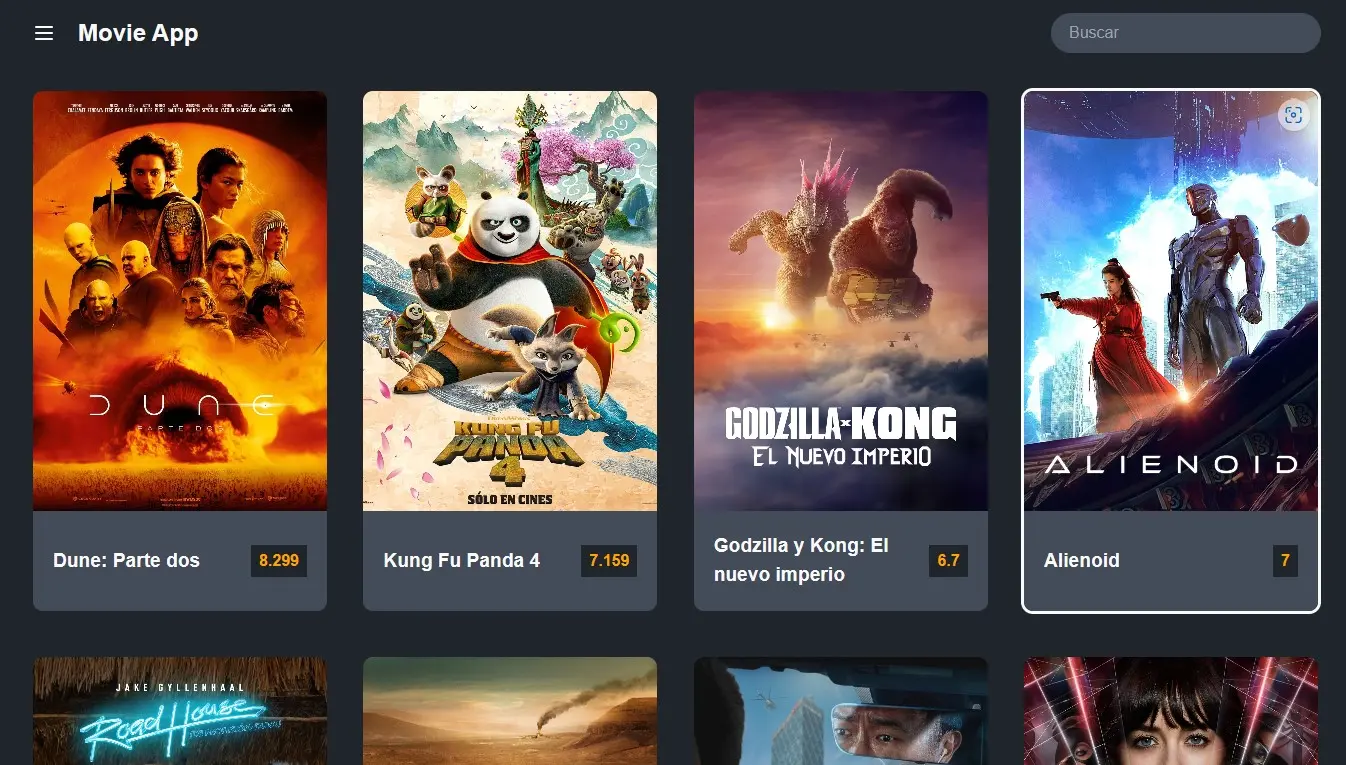 Movie App
Buscar
DUNE
PARTE DOS
KUNG FU
PANDA
4
SÓLO EN CINES
GODZILLA x KONG
EL NUEVO IMPERIO
ALIENOID
Dune: Parte dos
8.299
Kung Fu Panda 4
7.159
Godzilla y Kong: El
nuevo imperio
6.7
Alienoid
7
JAKE GYLLENHAAL
Road House